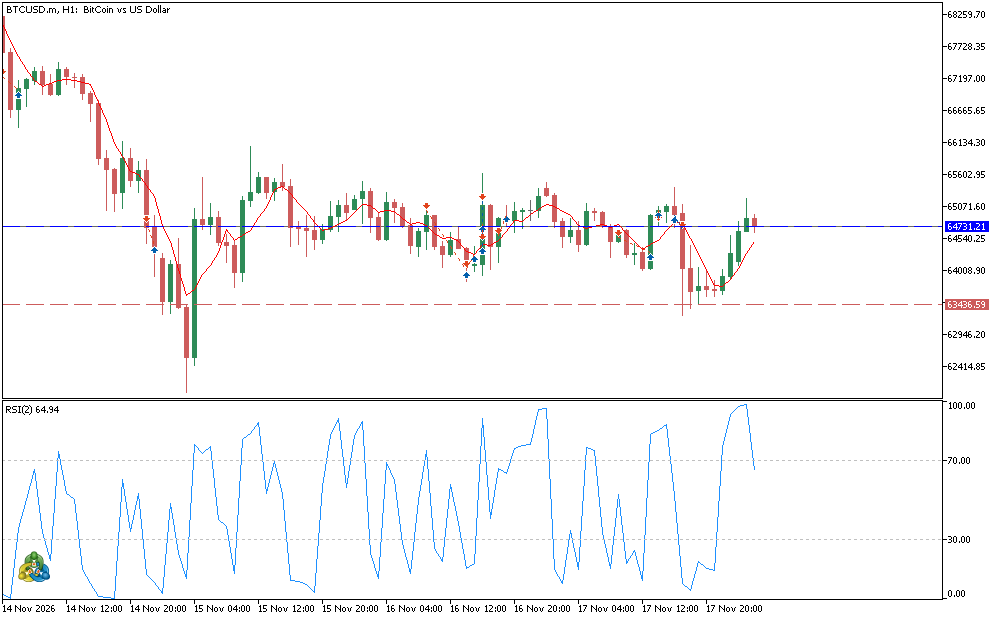 BTCUSD.m, H1: BitCoin vs US Dollar
68259.70
67728.35
67197.00
66665.65
66134.30
65602.95
65071.60
64731.21
64540.25
64008.90
63436.59
62946.20
62414.85
RSI(2) 64.94
100.00
70.00
30.00
0.00
14 Nov 2026
14 Nov 12:00
14 Nov 20:00
15 Nov 04:00
15 Nov 12:00
15 Nov 20:00
16 Nov 04:00
16 Nov 12:00
16 Nov 20:00
17 Nov 04:00
17 Nov 12:00
17 Nov 20:00